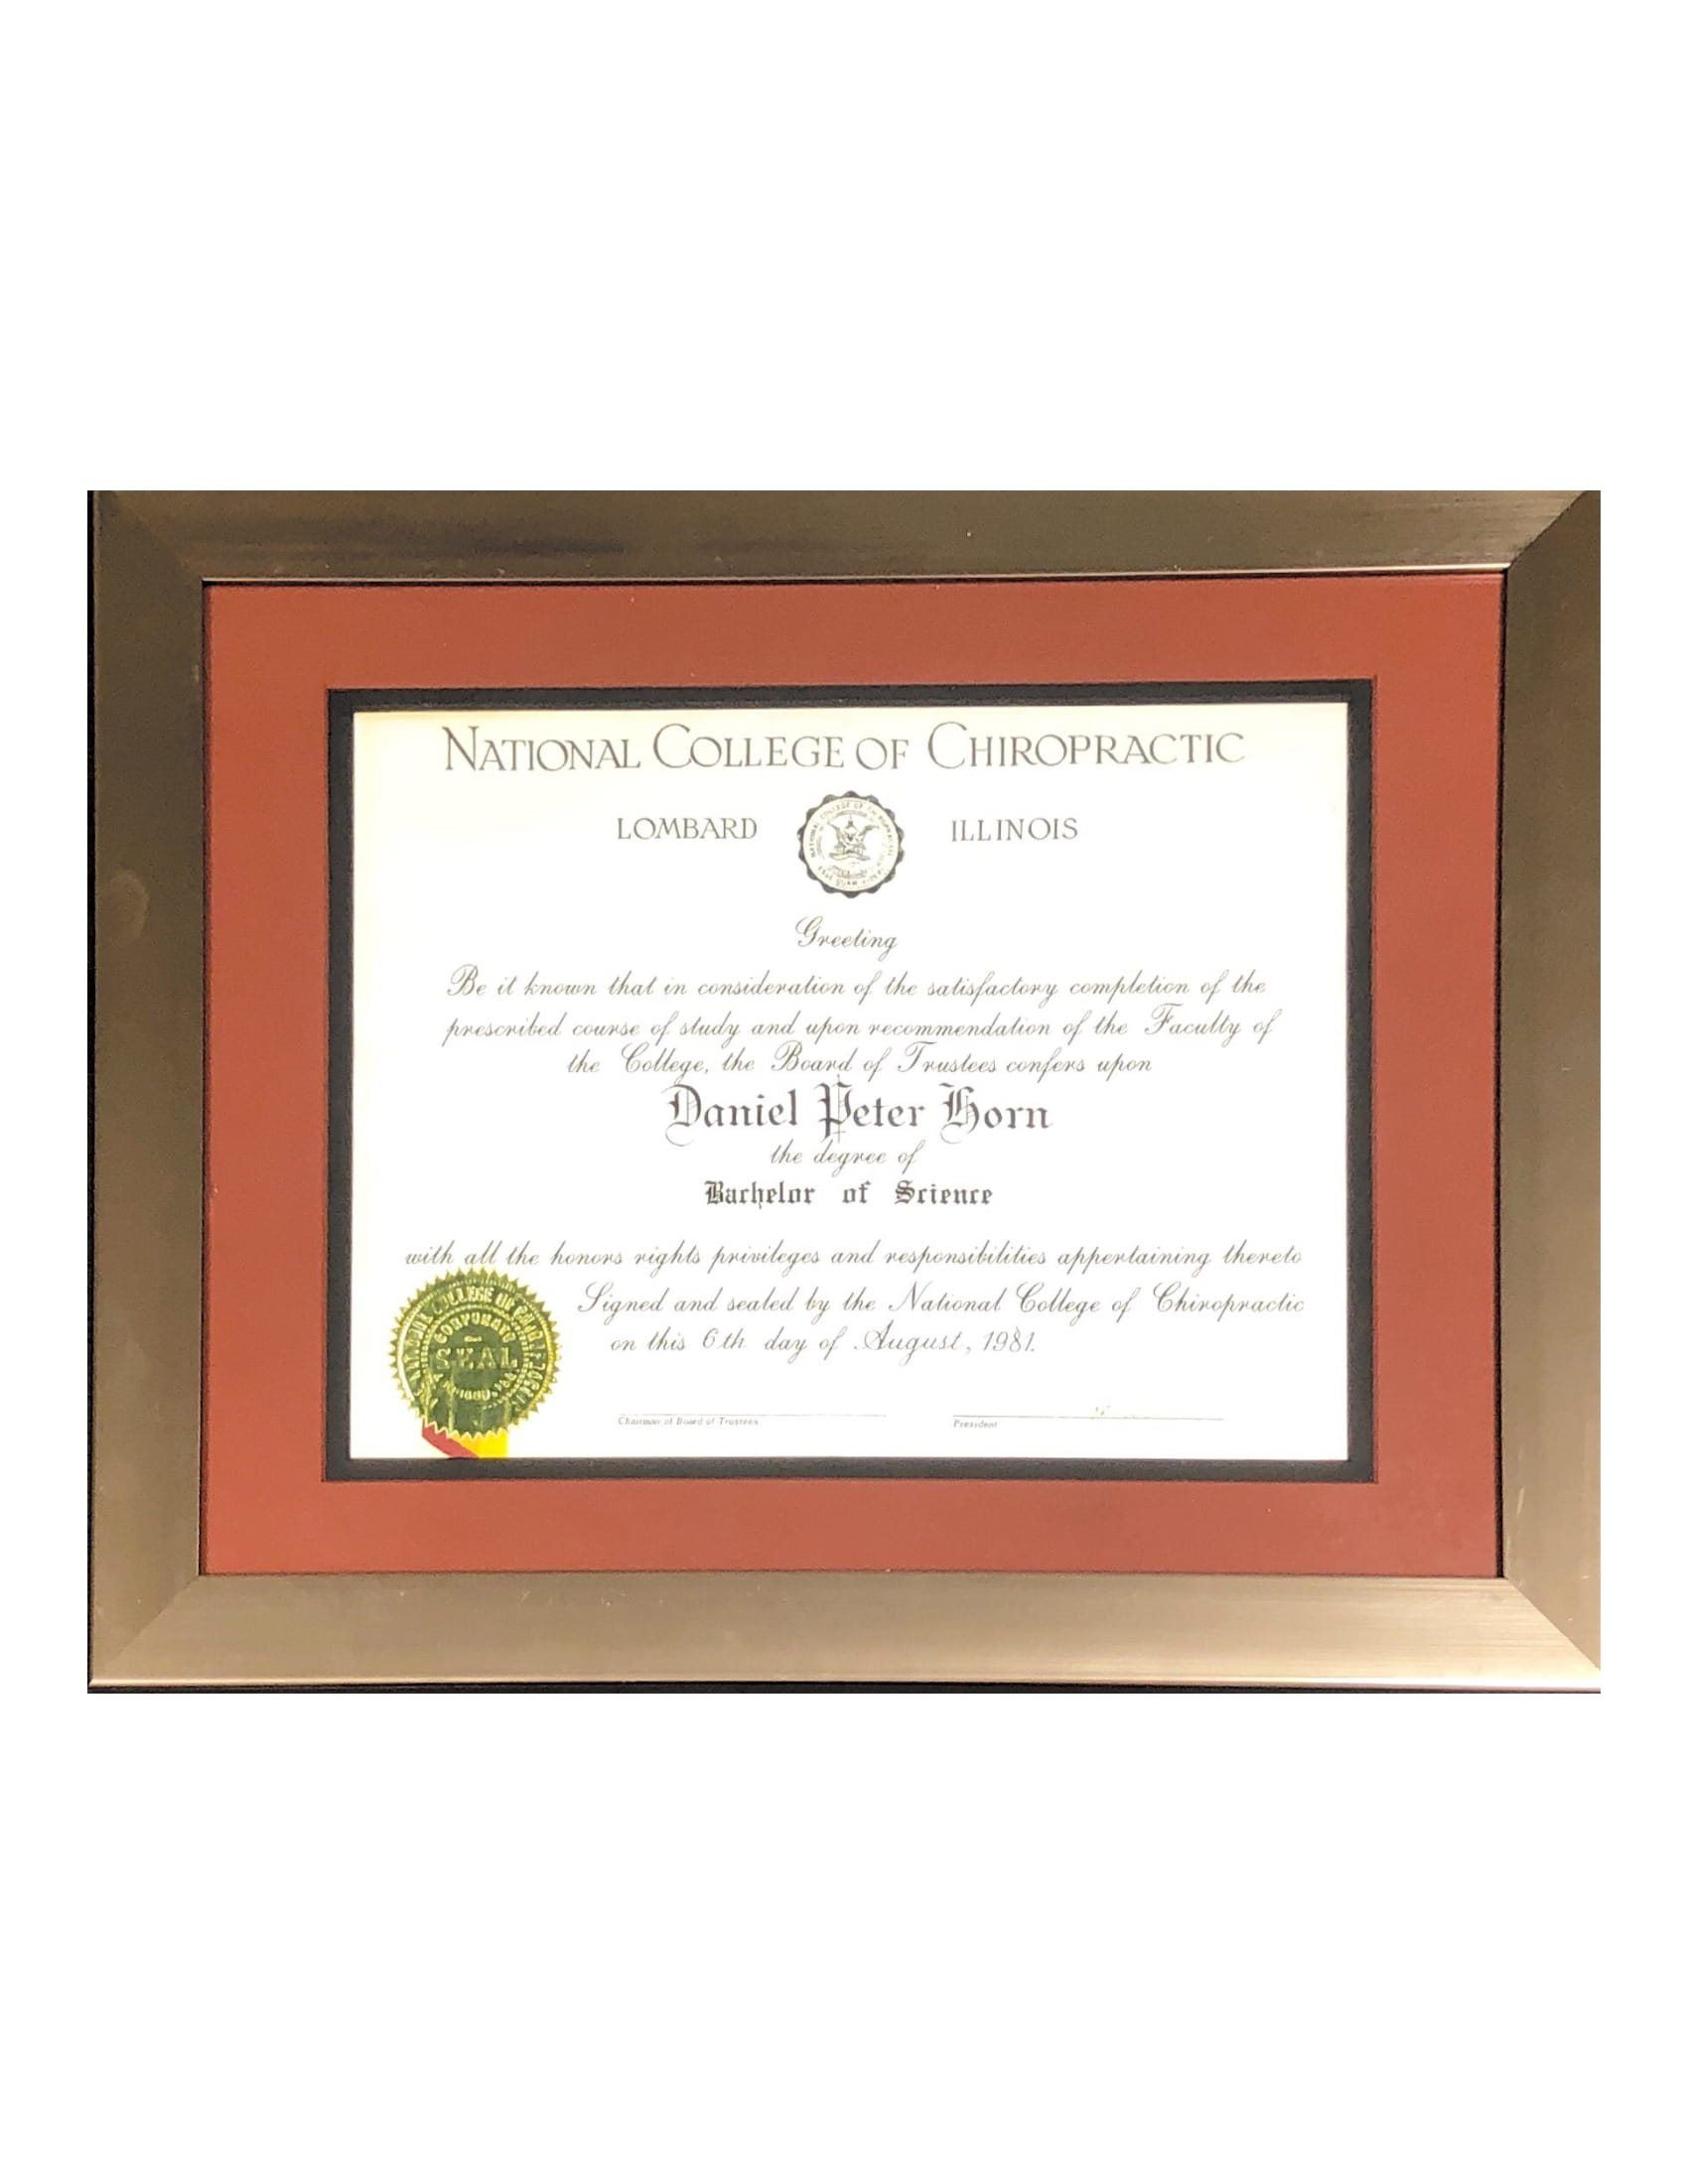 NATIONAL COLLEGE OF CHIROPRACTIC
LOMBARD ILLINOIS
Greeting
Be it known that in consideration of the satisfactory completion of the
prescribed course of study and upon recommendation of the Faculty of
the College, the Board of Trustees confers upon
Daniel Peter Horn
the degree of
Bachelor of Science
with all the honors rights privileges and responsibilities appertaining thereto
Signed and sealed by the National College of Chiropractic
on this 6th day of August, 1981.
CORPORATE
SEAL
Chairman of Board of Trustees
President